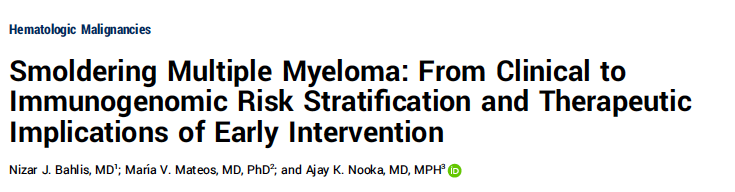 Hematologic Malignancies
Smoldering Multiple Myeloma: From Clinical to
Immunogenomic Risk Stratification and Therapeutic
Implications of Early Intervention
Nizar J. Bahlis, MD¹; María V. Mateos, MD, PhD²; and Ajay K. Nooka, MD, MPH³ iD